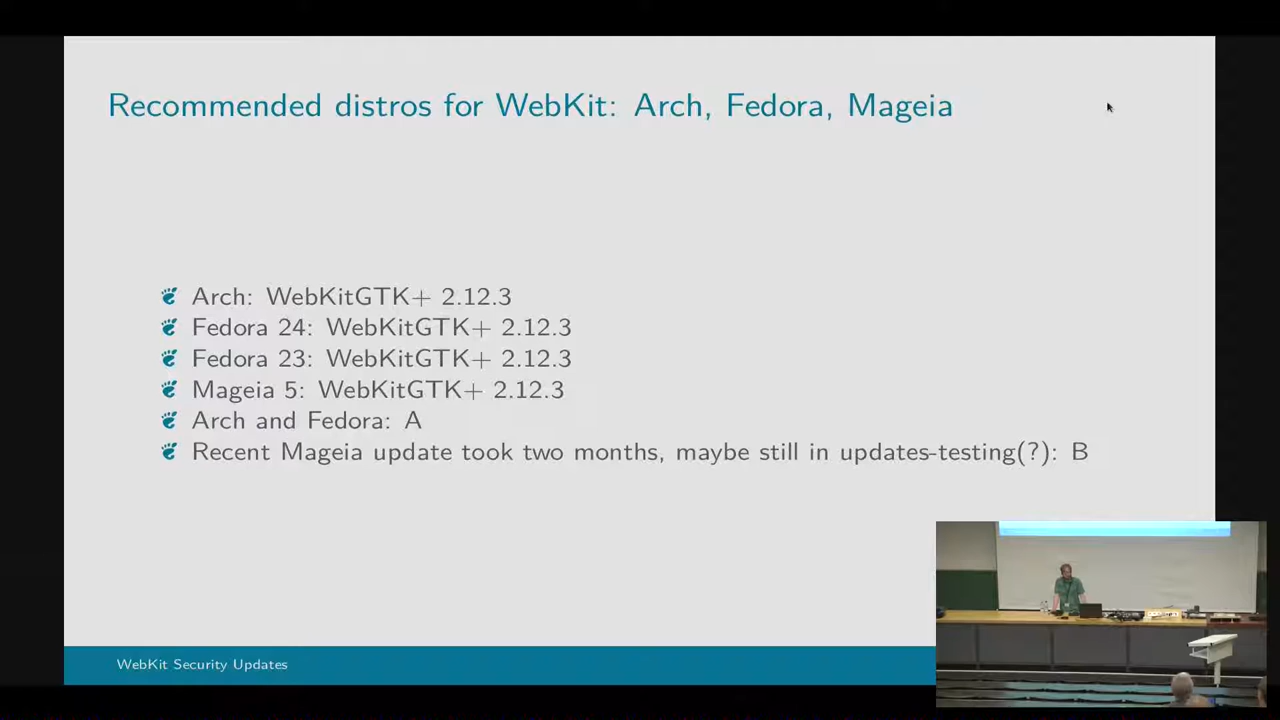 Recommended distros for WebKit: Arch, Fedora, Mageia
Arch: WebKitGTK+ 2.12.3
Fedora 24: WebKitGTK+ 2.12.3
Fedora 23: WebKitGTK+ 2.12.3
Mageia 5: WebKitGTK+ 2.12.3
Arch and Fedora: A
Recent Mageia update took two months, maybe still in updates-testing(?): B
WebKit Security Updates